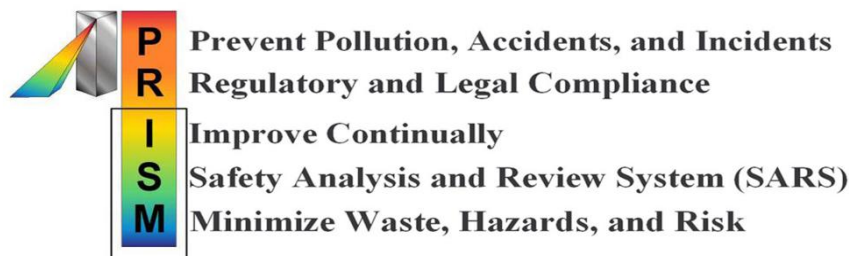 P Prevent Pollution, Accidents, and Incidents
R Regulatory and Legal Compliance
I Improve Continually
S Safety Analysis and Review System (SARS)
M Minimize Waste, Hazards, and Risk